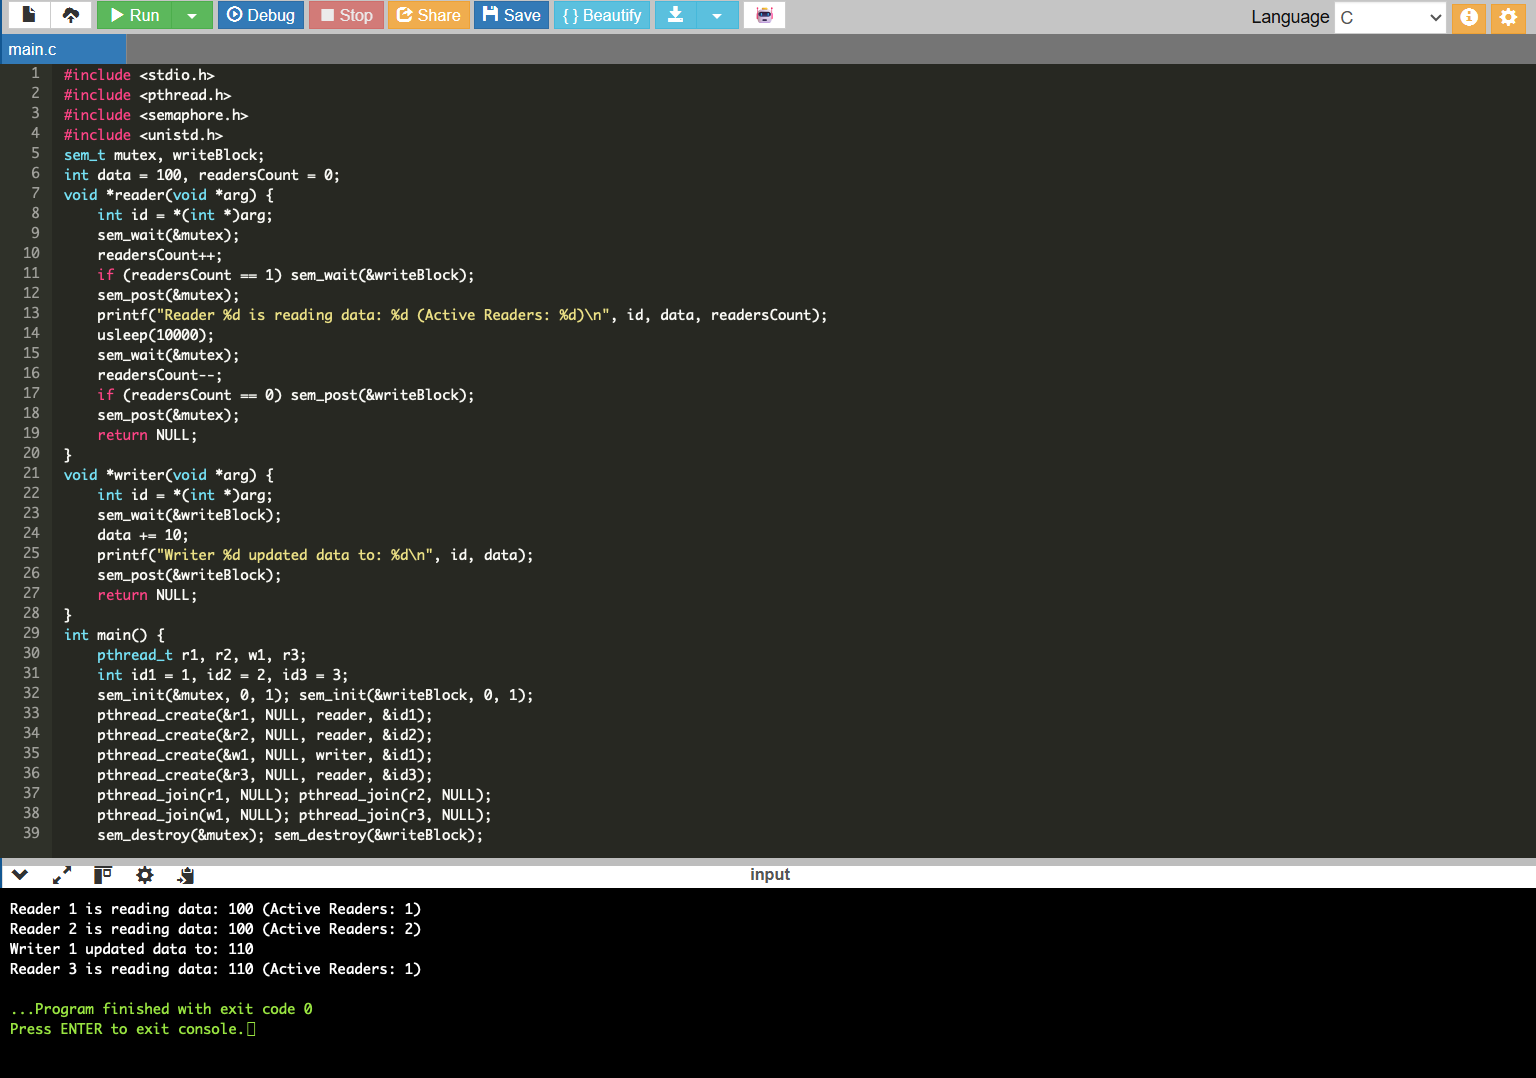 Run Debug Stop Share Save { } Beautify Language C
main.c
1 #include <stdio.h>
2 #include <pthread.h>
3 #include <semaphore.h>
4 #include <unistd.h>
5 sem_t mutex, writeBlock;
6 int data = 100, readersCount = 0;
7 void *reader(void *arg) {
8     int id = *(int *)arg;
9     sem_wait(&mutex);
10     readersCount++;
11     if (readersCount == 1) sem_wait(&writeBlock);
12     sem_post(&mutex);
13     printf("Reader %d is reading data: %d (Active Readers: %d)\n", id, data, readersCount);
14     usleep(10000);
15     sem_wait(&mutex);
16     readersCount--;
17     if (readersCount == 0) sem_post(&writeBlock);
18     sem_post(&mutex);
19     return NULL;
20 }
21 void *writer(void *arg) {
22     int id = *(int *)arg;
23     sem_wait(&writeBlock);
24     data += 10;
25     printf("Writer %d updated data to: %d\n", id, data);
26     sem_post(&writeBlock);
27     return NULL;
28 }
29 int main() {
30     pthread_t r1, r2, w1, r3;
31     int id1 = 1, id2 = 2, id3 = 3;
32     sem_init(&mutex, 0, 1); sem_init(&writeBlock, 0, 1);
33     pthread_create(&r1, NULL, reader, &id1);
34     pthread_create(&r2, NULL, reader, &id2);
35     pthread_create(&w1, NULL, writer, &id1);
36     pthread_create(&r3, NULL, reader, &id3);
37     pthread_join(r1, NULL); pthread_join(r2, NULL);
38     pthread_join(w1, NULL); pthread_join(r3, NULL);
39     sem_destroy(&mutex); sem_destroy(&writeBlock);
input
Reader 1 is reading data: 100 (Active Readers: 1)
Reader 2 is reading data: 100 (Active Readers: 2)
Writer 1 updated data to: 110
Reader 3 is reading data: 110 (Active Readers: 1)
...Program finished with exit code 0
Press ENTER to exit console.